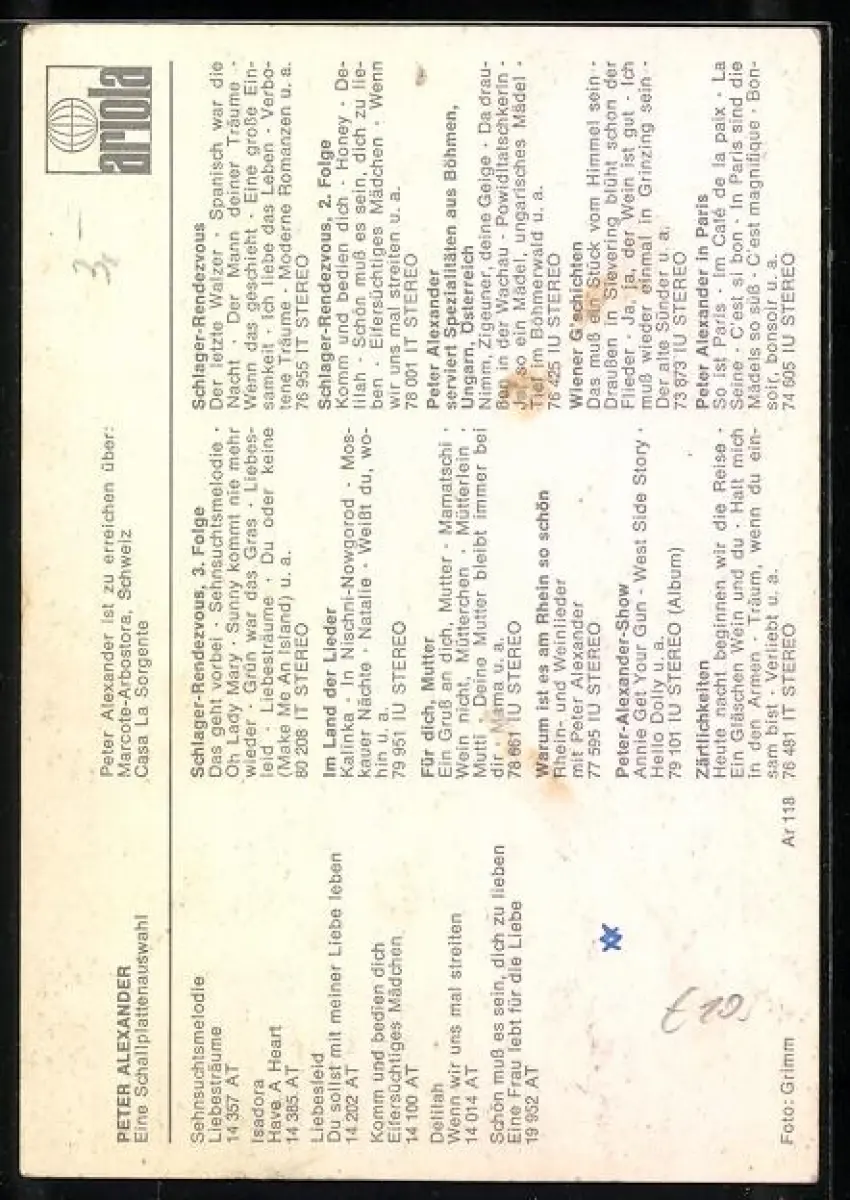 PETER ALEXANDER
Eine Schallplattenauswahl
Peter Alexander ist zu erreichen über:
Marcote-Arbostora, Schweiz
Casa La Sorgente
ariola
3,–
Sehnsuchtsmelodie
Liebesträume
14 357 AT
Isadora
Have A Heart
14 385 AT
Liebesleid
Du sollst mit meiner Liebe leben
14 202 AT
Komm und bedien dich
Eifersüchtiges Mädchen
14 100 AT
Delilah
Wenn wir uns mal streiten
14 014 AT
Schön muß es sein, dich zu lieben
Eine Frau lebt für die Liebe
19 952 AT
Schlager-Rendezvous, 3. Folge
Das geht vorbei · Sehnsuchtsmelodie ·
Oh Lady Mary · Sunny kommt nie mehr
wieder · Grün war das Gras · Liebes-
leid · Liebesträume · Du oder keine
(Make Me An Island) u. a.
80 208 IT STEREO
Im Land der Lieder
Kalinka · In Nischni-Nowgorod · Mos-
kauer Nächte · Natalie · Weißt du, wo-
hin u. a.
79 951 IU STEREO
Für dich, Mutter
Ein Gruß an dich, Mutter · Mamatschi ·
Wein nicht, Mütterchen · Mütterlein ·
Mutti · Deine Mutter bleibt immer bei
dir · Mama u. a.
78 661 IU STEREO
Warum ist es am Rhein so schön
Rhein- und Weinlieder
mit Peter Alexander
77 595 IU STEREO
Peter-Alexander-Show
Annie Get Your Gun · West Side Story ·
Hello Dolly u. a.
79 101 IU STEREO (Album)
Zärtlichkeiten
Heute nacht beginnen wir die Reise ·
Ein Gläschen Wein und du · Halt mich
in den Armen · Träum, wenn du ein-
sam bist · Verliebt u. a.
76 481 IT STEREO
Schlager-Rendezvous
Der letzte Walzer · Spanisch war die
Nacht · Der Mann deiner Träume ·
Wenn das geschieht · Eine große Ein-
samkeit · Ich liebe das Leben · Verbo-
tene Träume · Moderne Romanzen u. a.
76 955 IT STEREO
Schlager-Rendezvous, 2. Folge
Komm und bedien dich · Honey · De-
lilah · Schön muß es sein, dich zu lie-
ben · Eifersüchtiges Mädchen · Wenn
wir uns mal streiten u. a.
78 001 IT STEREO
Peter Alexander
serviert Spezialitäten aus Böhmen,
Ungarn, Österreich
Nimm, Zigeuner, deine Geige · Da drau-
ßen in der Wachau · Powidltatschkerln ·
Ja, so ein Mädel, ungarisches Mädel ·
Tief im Böhmerwald u. a.
76 425 IU STEREO
Wiener G'schichten
Das muß ein Stück vom Himmel sein ·
Draußen in Sievering blüht schon der
Flieder · Ja, ja, der Wein ist gut · Ich
muß wieder einmal in Grinzing sein ·
Der alte Sünder u. a.
73 873 IU STEREO
Peter Alexander in Paris
So ist Paris · Im Café de la paix · La
Seine · C'est si bon · In Paris sind die
Mädels so süß · C'est magnifique · Bon-
soir, bonsoir u. a.
74 605 IU STEREO
€ 10,
Foto: Grimm
Ar 118